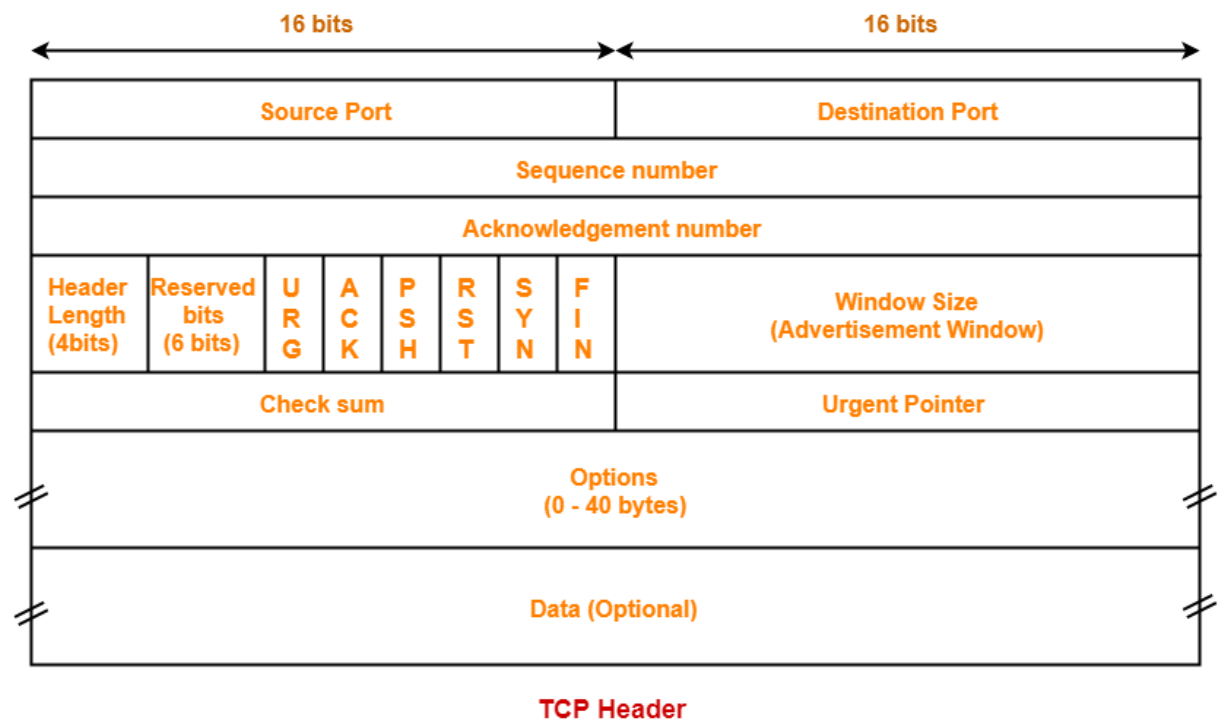 16 bits
16 bits
Source Port
Destination Port
Sequence number
Acknowledgement number
Header
Length
(4bits)
Reserved
bits
(6 bits)
U
R
G
A
C
K
P
S
H
R
S
T
S
Y
N
F
I
N
Window Size
(Advertisement Window)
Check sum
Urgent Pointer
Options
(0 - 40 bytes)
Data (Optional)
TCP Header